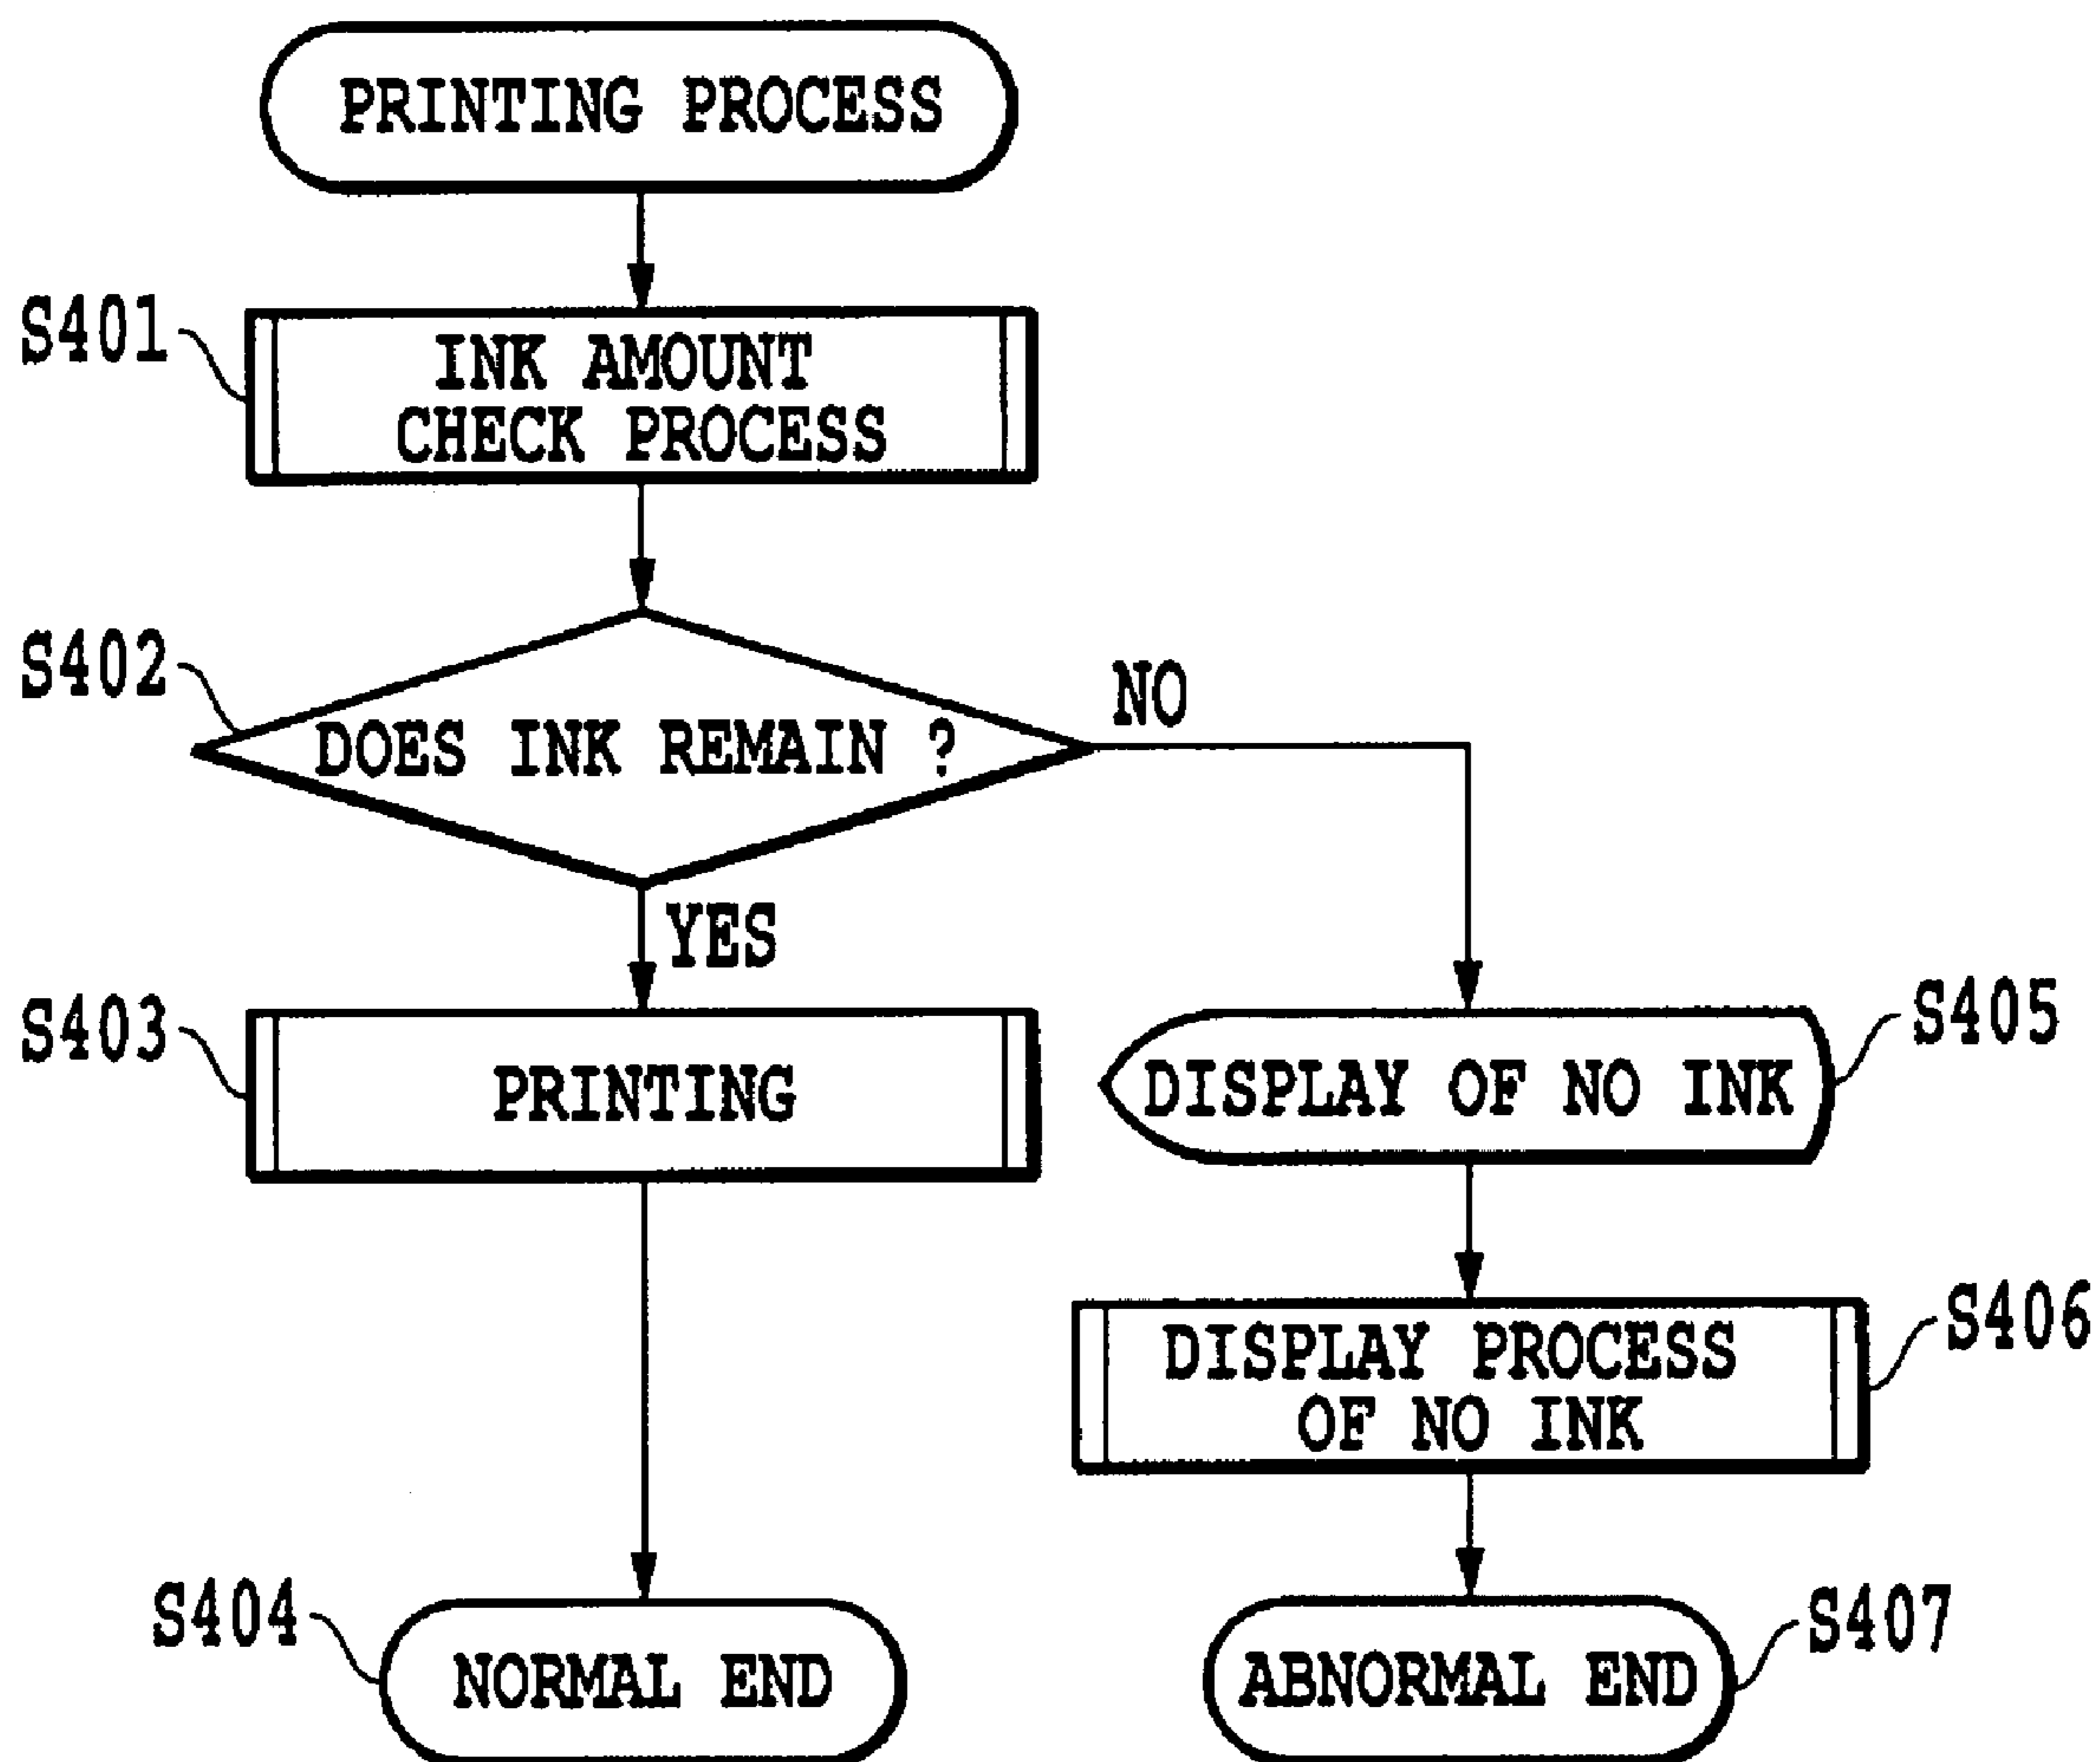 PRINTING PROCESS
S401
INK AMOUNT
CHECK PROCESS
S402
DOES INK REMAIN ?
NO
YES
S403
PRINTING
DISPLAY OF NO INK
S405
DISPLAY PROCESS
OF NO INK
S406
S404
NORMAL END
ABNORMAL END
S407